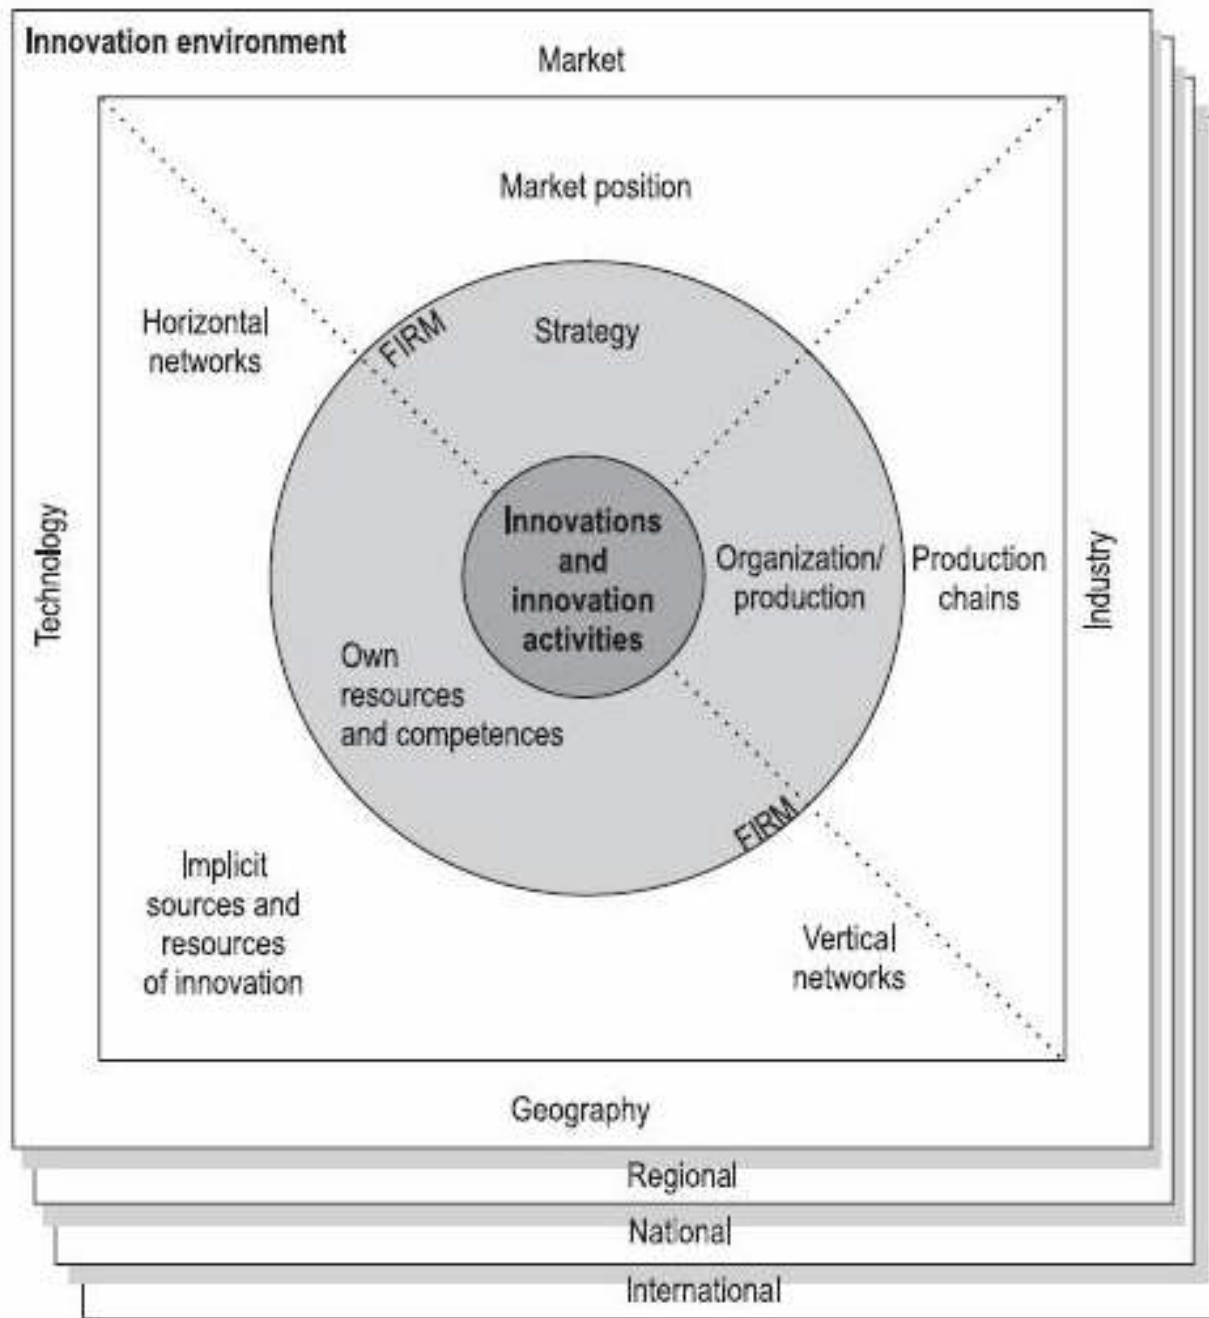 Innovation environment
Market
Market position
Horizontal
networks
FIRM
Strategy
Technology
Innovations
and
innovation
activities
Organization/
production
Production
chains
Industry
Own
resources
and competences
FIRM
Implicit
sources and
resources
of innovation
Vertical
networks
Geography
Regional
National
International